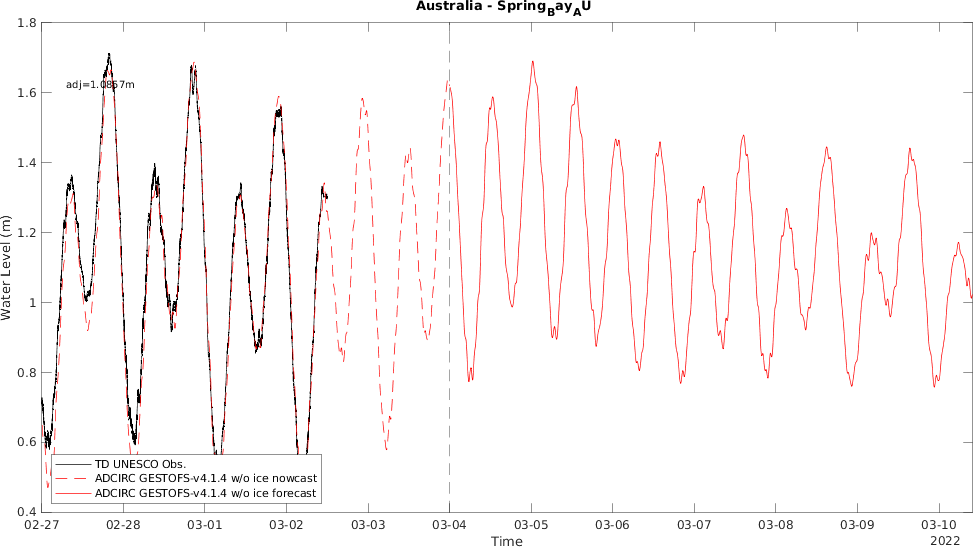 Australia - SpringBayAU
1.8
1.6
1.4
1.2
1
0.8
0.6
0.4
Water Level (m)
adj=1.0857m
TD UNESCO Obs.
ADCIRC GESTOFS-v4.1.4 w/o ice nowcast
ADCIRC GESTOFS-v4.1.4 w/o ice forecast
02-27 02-28 03-01 03-02 03-03 03-04 03-05 03-06 03-07 03-08 03-09 03-10
Time
2022